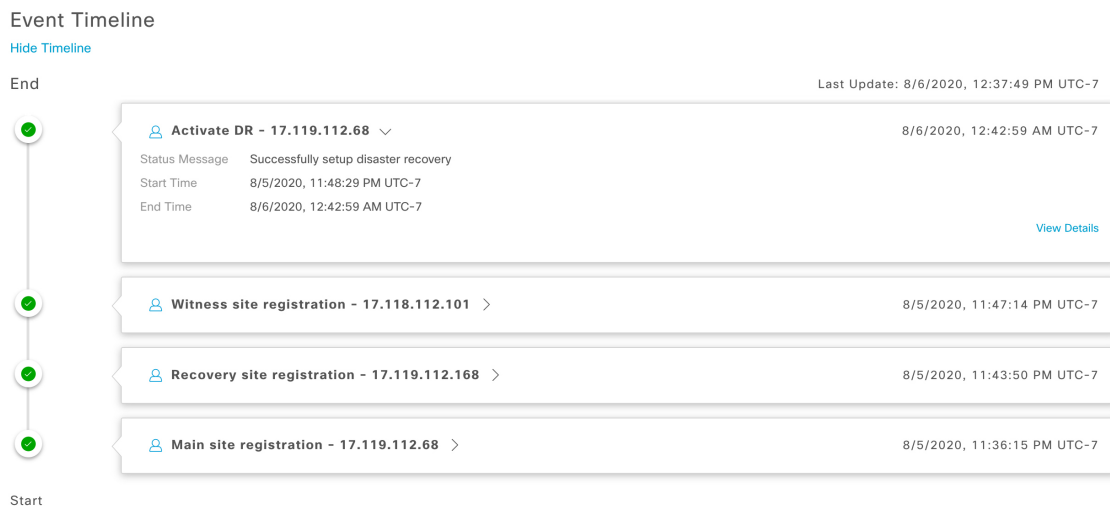 Event Timeline
Hide Timeline
End
Last Update: 8/6/2020, 12:37:49 PM UTC-7
Activate DR - 17.119.112.68
8/6/2020, 12:42:59 AM UTC-7
Status Message Successfully setup disaster recovery
Start Time 8/5/2020, 11:48:29 PM UTC-7
End Time 8/6/2020, 12:42:59 AM UTC-7
View Details
Witness site registration - 17.118.112.101
8/5/2020, 11:47:14 PM UTC-7
Recovery site registration - 17.119.112.168
8/5/2020, 11:43:50 PM UTC-7
Main site registration - 17.119.112.68
8/5/2020, 11:36:15 PM UTC-7
Start